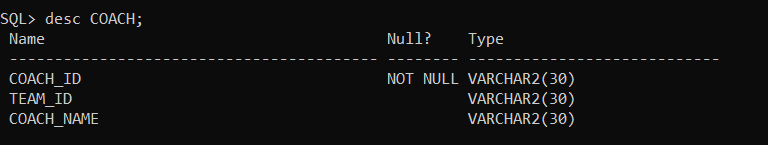 SQL> desc COACH;
Name Null? Type
----------------------------------------- -------- ----------------------------
COACH_ID NOT NULL VARCHAR2(30)
TEAM_ID VARCHAR2(30)
COACH_NAME VARCHAR2(30)